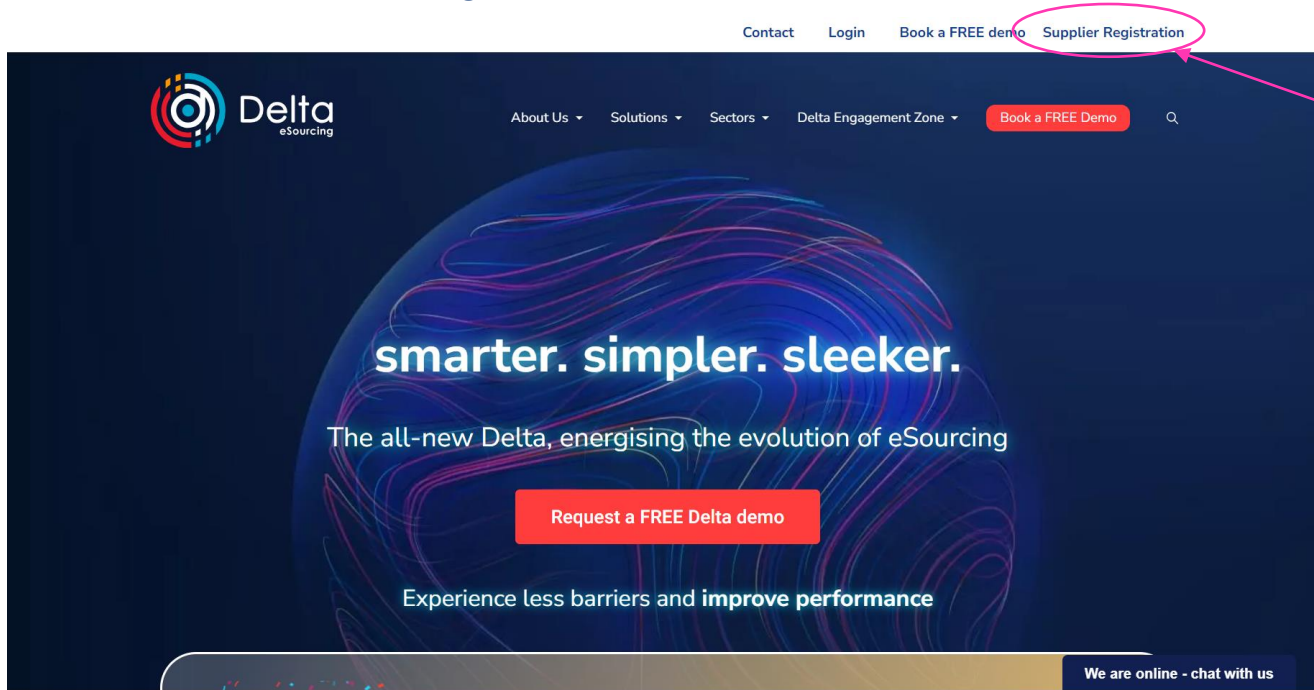 Contact Login Book a FREE demo Supplier Registration
Delta
eSourcing
About Us Solutions Sectors Delta Engagement Zone Book a FREE Demo
smarter. simpler. sleeker.
The all-new Delta, energising the evolution of eSourcing
Request a FREE Delta demo
Experience less barriers and improve performance
We are online - chat with us